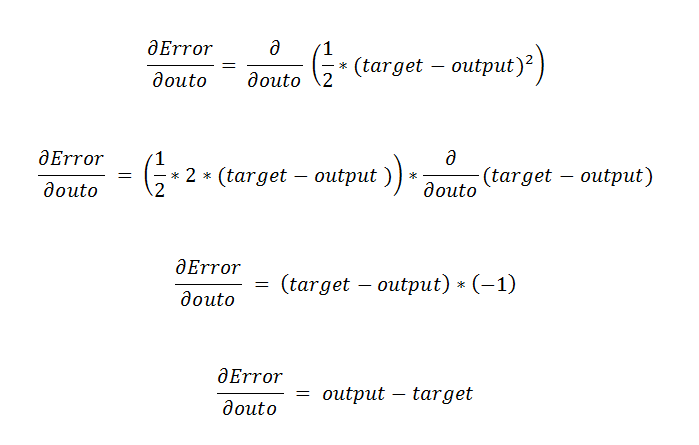 ∂Error/∂outo = ∂/∂outo (1/2 * (target − output)²)
∂Error/∂outo = (1/2 * 2 * (target − output )) * ∂/∂outo (target − output)
∂Error/∂outo = (target − output) * (−1)
∂Error/∂outo = output − target